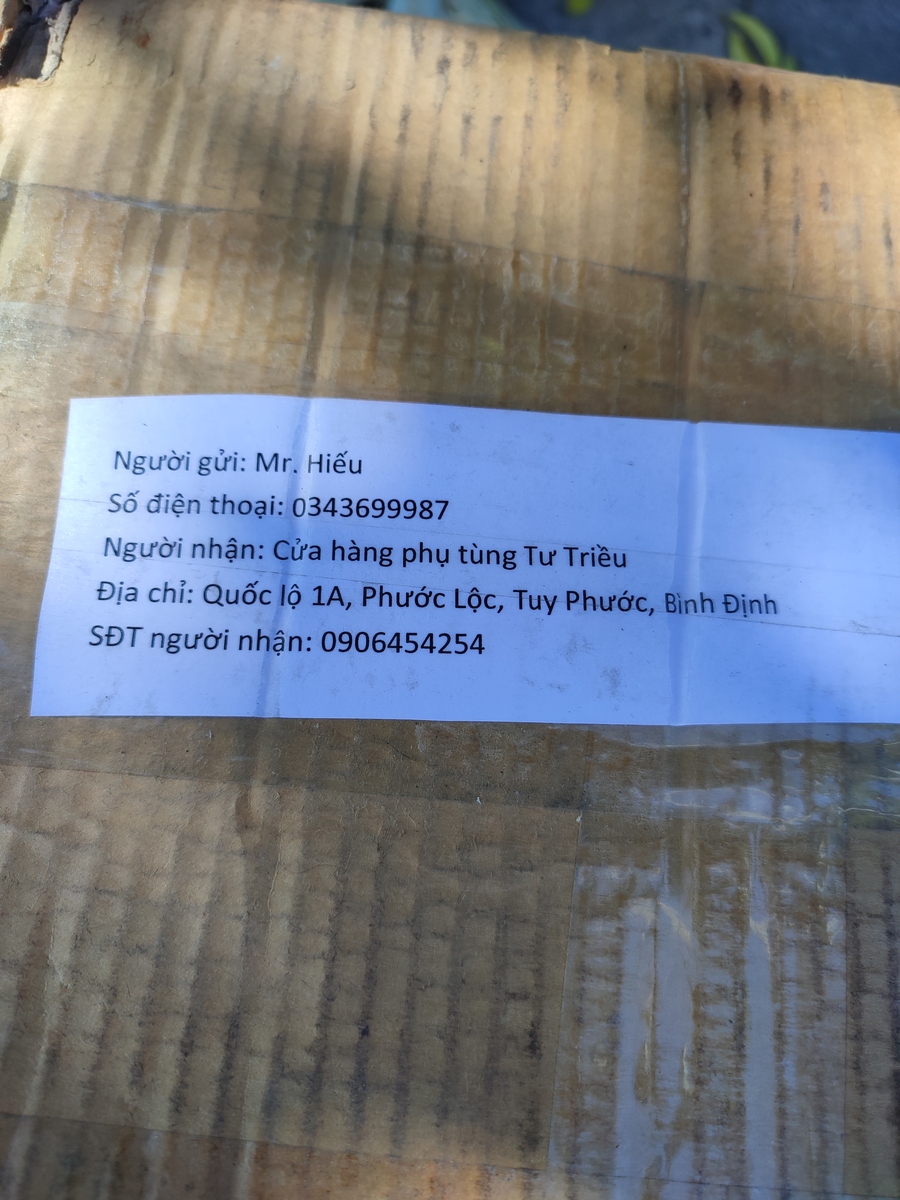 Người gửi: Mr. Hiếu
Số điện thoại: 0343699987
Người nhận: Cửa hàng phụ tùng Tư Triều
Địa chỉ: Quốc lộ 1A, Phước Lộc, Tuy Phước, Bình Định
SĐT người nhận: 0906454254